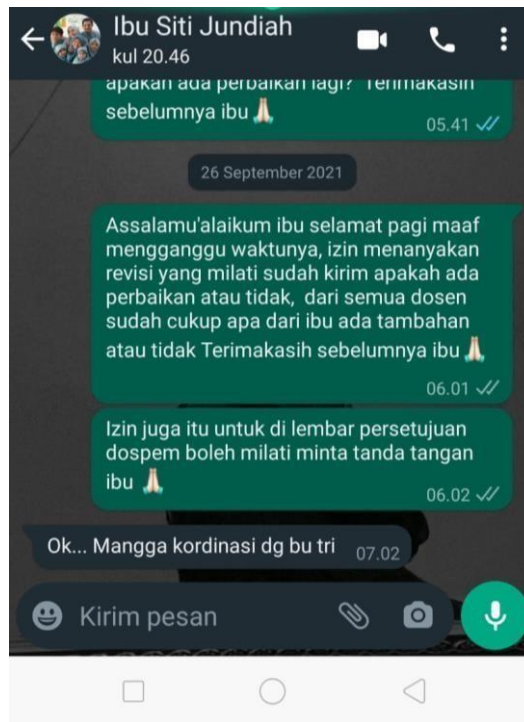 Ibu Siti Jundiah
kul 20.46
apakah ada perbaikan lagi? Terimakasih
sebelumnya ibu 🙏🏻
05.41
26 September 2021
Assalamu'alaikum ibu selamat pagi maaf
mengganggu waktunya, izin menanyakan
revisi yang milati sudah kirim apakah ada
perbaikan atau tidak, dari semua dosen
sudah cukup apa dari ibu ada tambahan
atau tidak Terimakasih sebelumnya ibu 🙏🏻
06.01
Izin juga itu untuk di lembar persetujuan
dospem boleh milati minta tanda tangan
ibu 🙏🏻
06.02
Ok... Mangga kordinasi dg bu tri 07.02
Kirim pesan